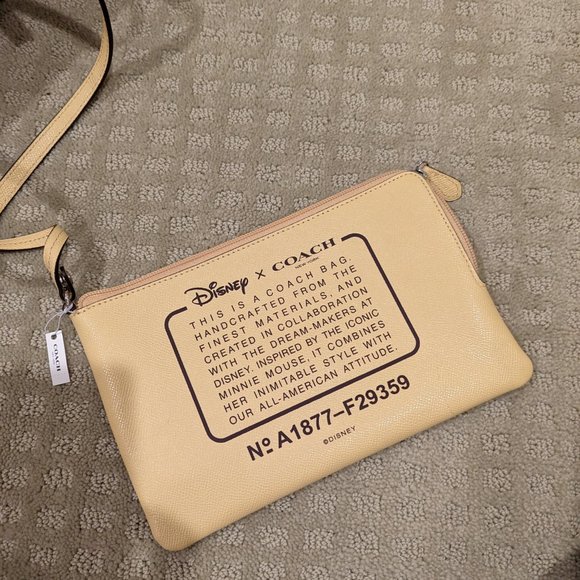 Disney x COACH
NEW YORK
THIS IS A COACH BAG.
HANDCRAFTED FROM THE
FINEST MATERIALS, AND
CREATED IN COLLABORATION
WITH THE DREAM-MAKERS AT
DISNEY. INSPIRED BY THE ICONIC
MINNIE MOUSE, IT COMBINES
HER INIMITABLE STYLE WITH
OUR ALL-AMERICAN ATTITUDE.
Nº A1877-F29359
©DISNEY
COACH